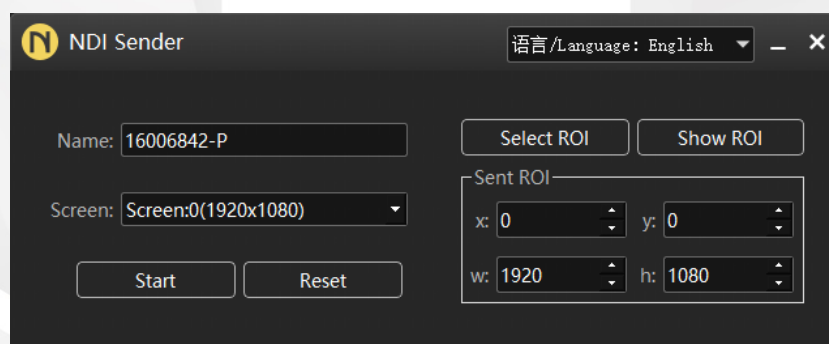 NDI Sender
语言/Language: English
Name: 16006842-P
Select ROI
Show ROI
Screen: Screen:0(1920x1080)
Sent ROI
x: 0
y: 0
Start
Reset
w: 1920
h: 1080